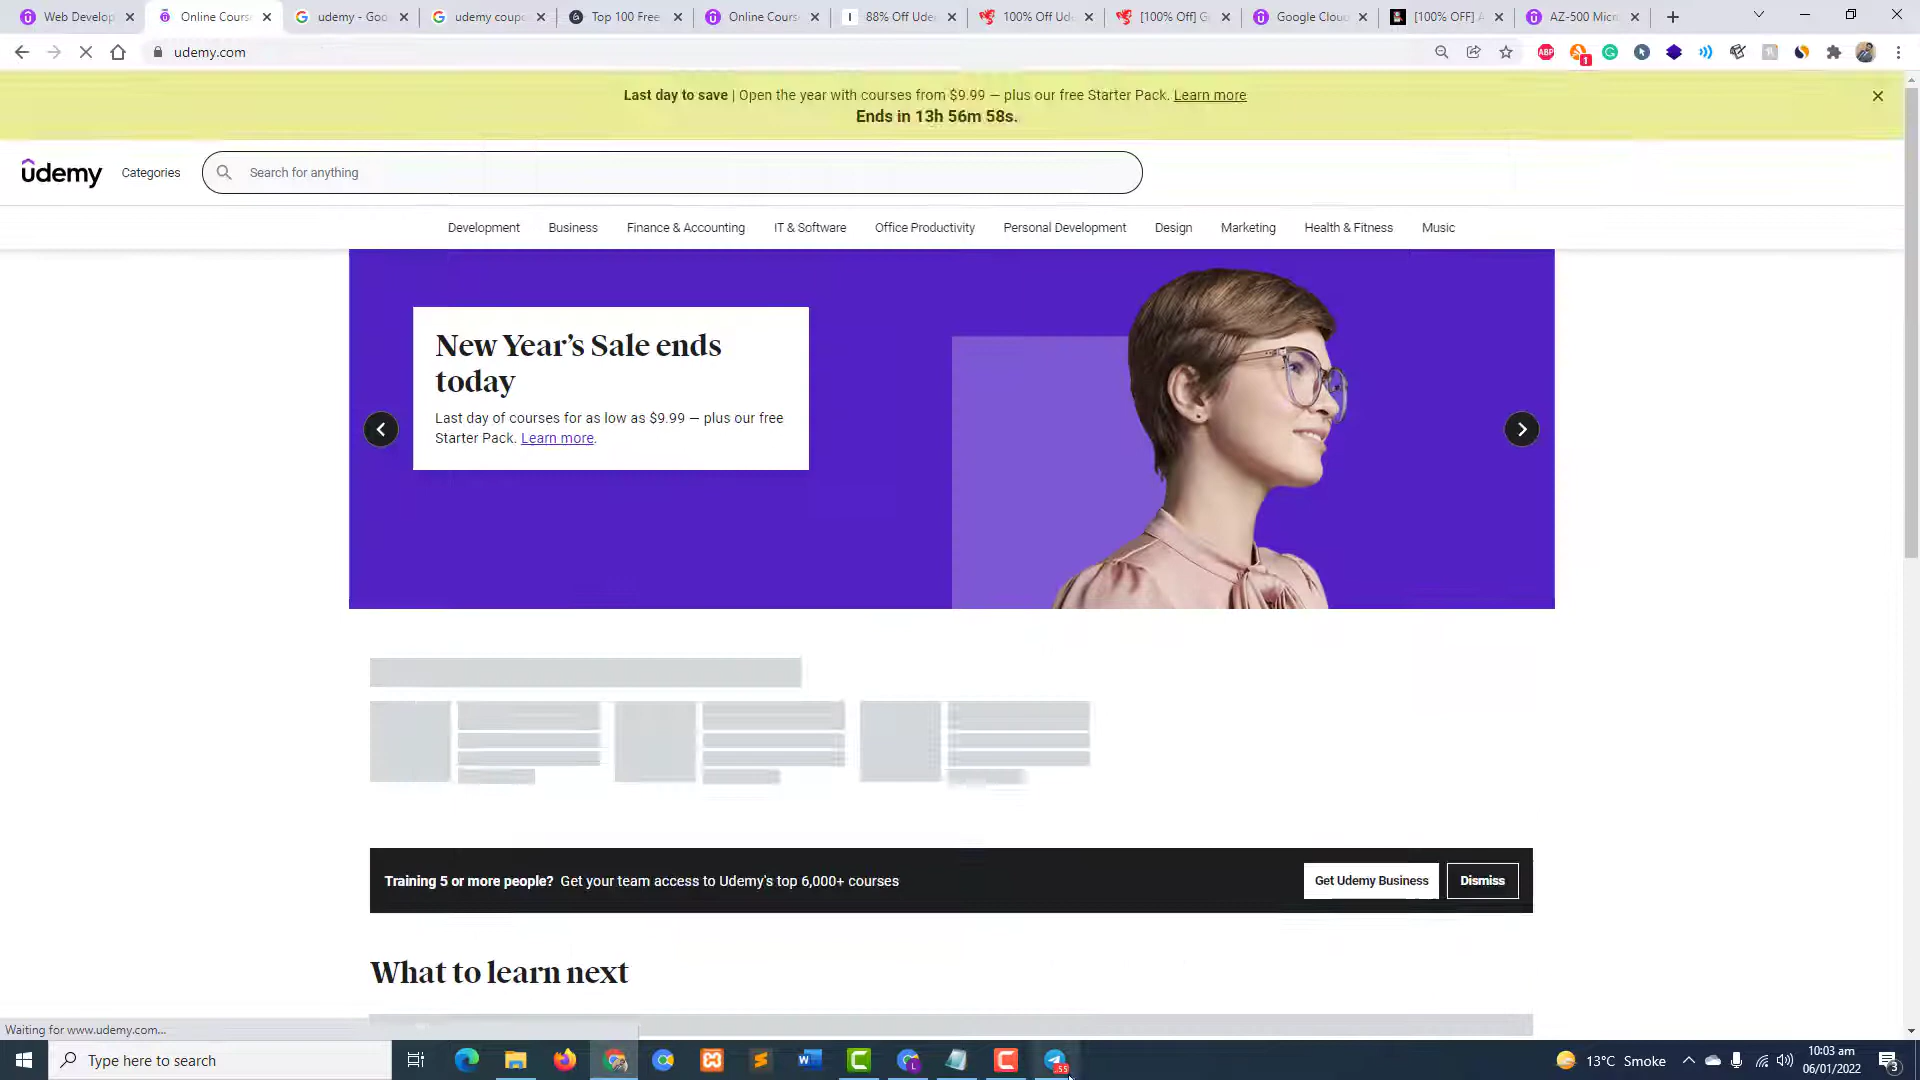 Web Develop
Online Cours
udemy - Goo
udemy coup
Top 100 Free
Online Cours
88% Off Ude
100% Off Ud
[100% Off] G
Google Clou
[100% OFF] A
AZ-500 Micr
udemy.com
ABP
1
Last day to save | Open the year with courses from $9.99 — plus our free Starter Pack. Learn more
Ends in 13h 56m 58s.
udemy
Categories
Search for anything
Development
Business
Finance & Accounting
IT & Software
Office Productivity
Personal Development
Design
Marketing
Health & Fitness
Music
New Year's Sale ends
today
Last day of courses for as low as $9.99 — plus our free
Starter Pack. Learn more.
Training 5 or more people? Get your team access to Udemy's top 6,000+ courses
Get Udemy Business
Dismiss
What to learn next
Waiting for www.udemy.com...
Type here to search
13°C Smoke
10:03 am
06/01/2022
3